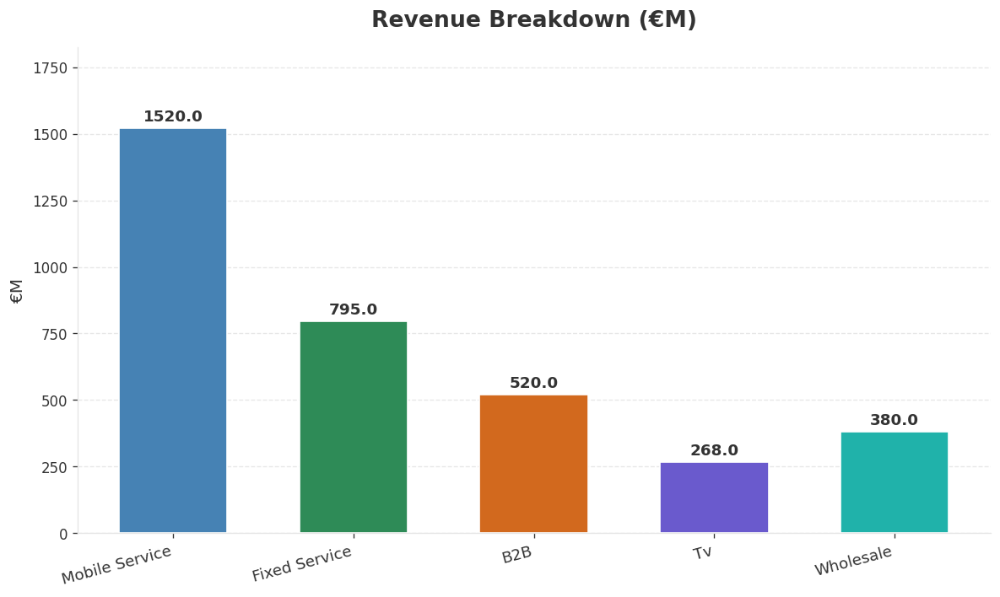 Revenue Breakdown (€M)
1750
1500
1250
1000
750
500
250
0
€M
1520.0
795.0
520.0
268.0
380.0
Mobile Service
Fixed Service
B2B
Tv
Wholesale